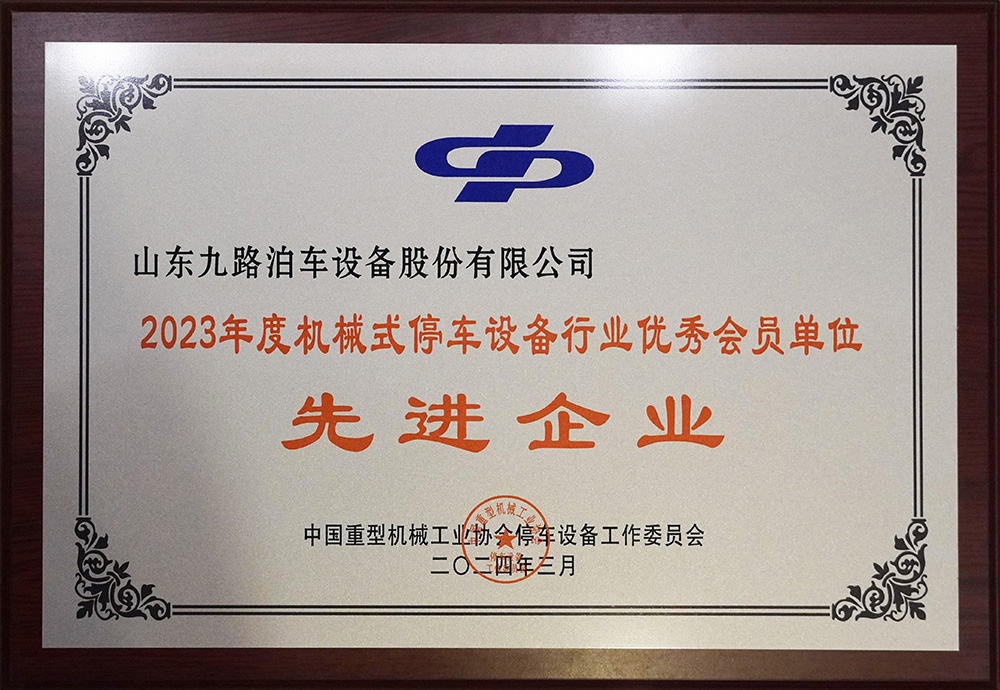 山东九路泊车设备股份有限公司
2023年度机械式停车设备行业优秀会员单位
先进企业
中国重型机械工业协会停车设备工作委员会
二〇二四年三月